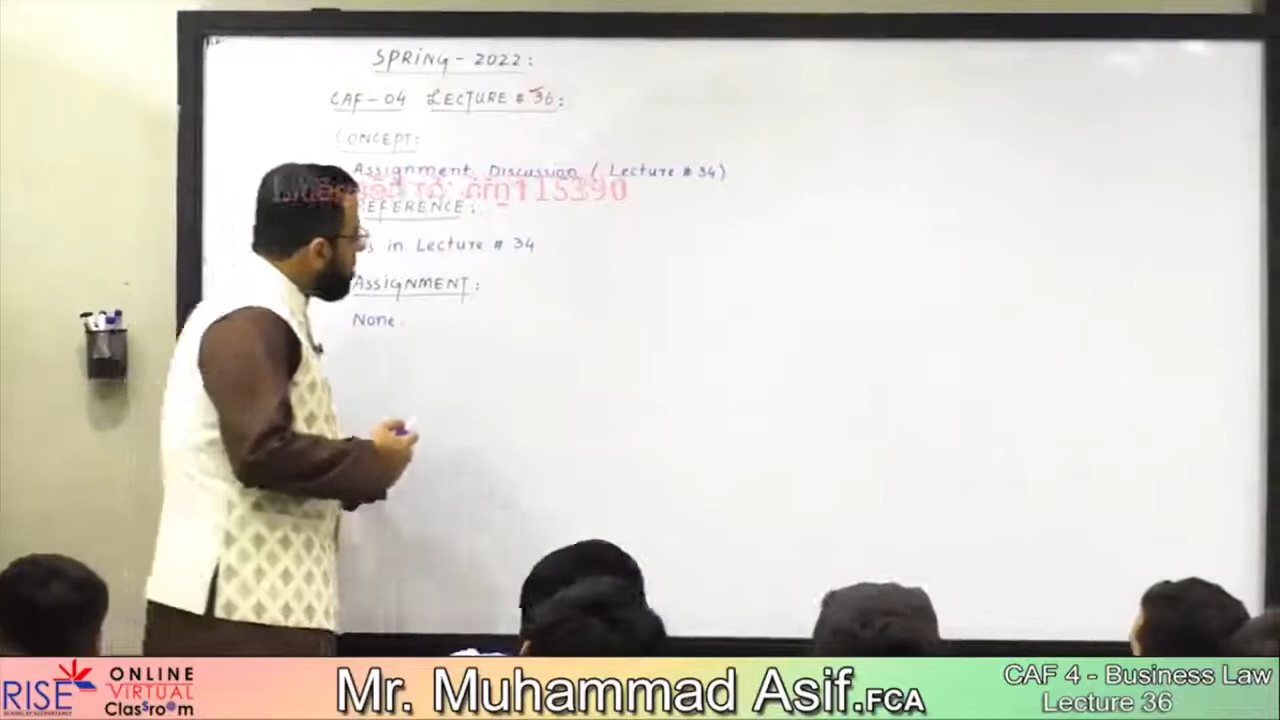 SPRING - 2022:
CAF-04 LECTURE # 36:
CONCEPT:
Assignment Discussion ( Lecture # 34)
REFERENCE:
in Lecture # 34
ASSIGNMENT:
None.
RISE
ONLINE
VIRTUAL
ClassrOOm
Mr. Muhammad Asif.FCA
CAF 4 - Business Law
Lecture 36